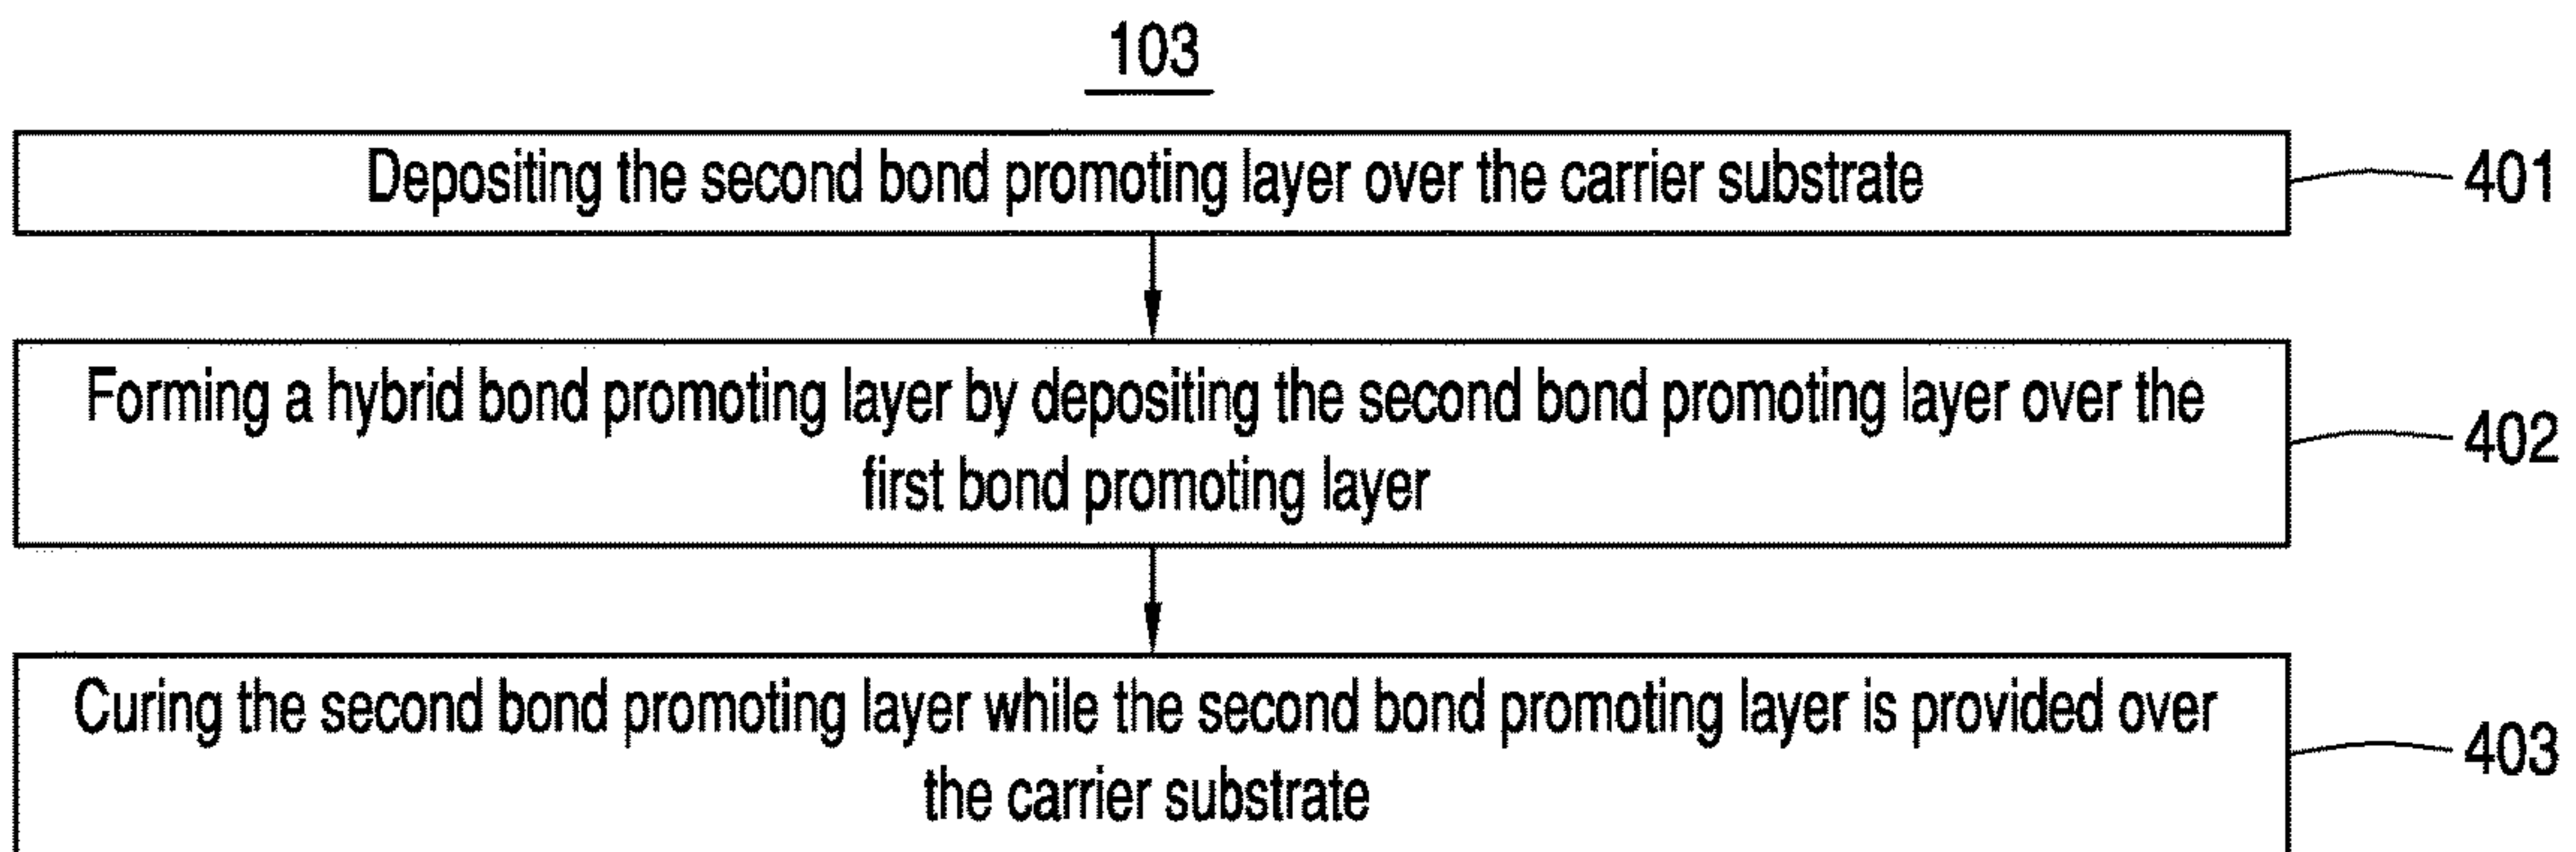 103
Depositing the second bond promoting layer over the carrier substrate
401
Forming a hybrid bond promoting layer by depositing the second bond promoting layer over the
first bond promoting layer
402
Curing the second bond promoting layer while the second bond promoting layer is provided over
the carrier substrate
403